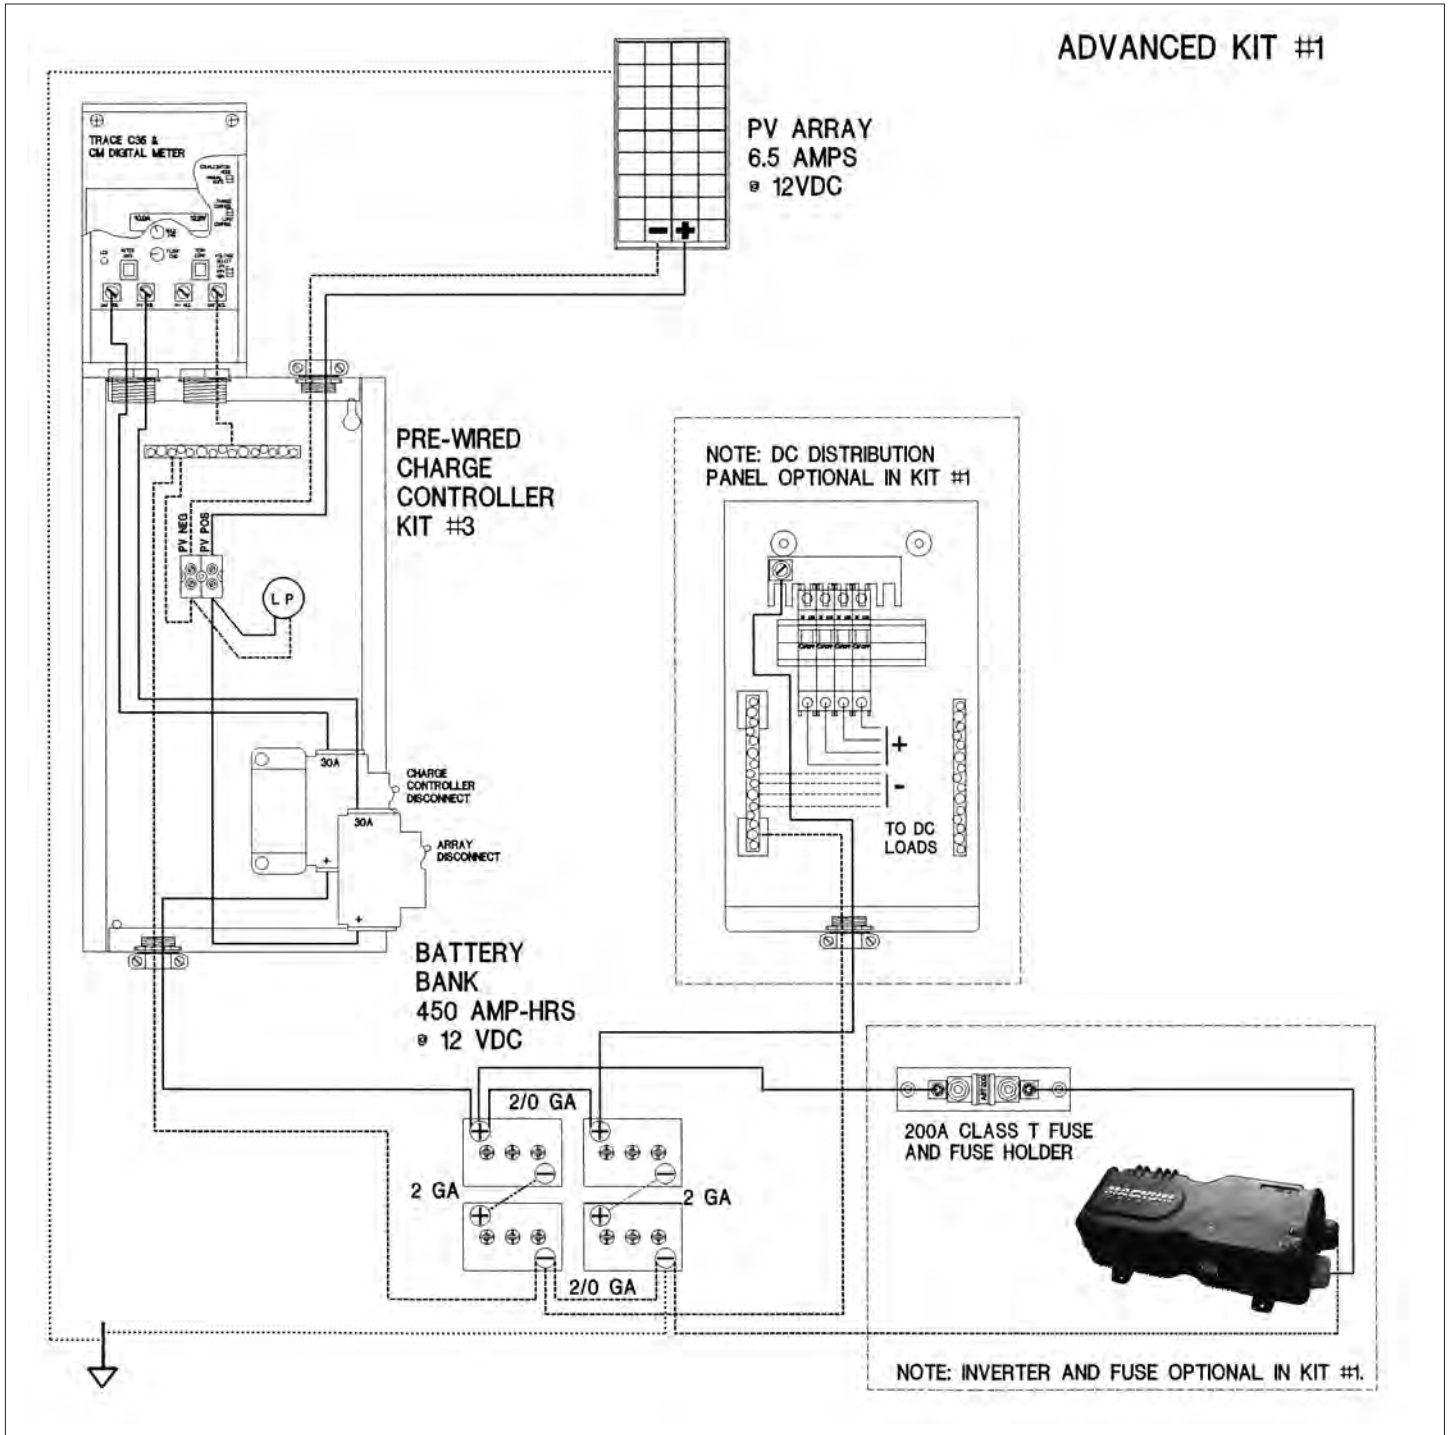 ADVANCED KIT #1
TRACE C35 &
CM DIGITAL METER
PV ARRAY
6.5 AMPS
@ 12VDC
PRE-WIRED
CHARGE
CONTROLLER
KIT #3
PV NEG
PV POS
LP
30A
CHARGE
CONTROLLER
DISCONNECT
30A
ARRAY
DISCONNECT
+
+
NOTE: DC DISTRIBUTION
PANEL OPTIONAL IN KIT #1
+
-
TO DC
LOADS
BATTERY
BANK
450 AMP-HRS
@ 12 VDC
2/0 GA
2 GA
2 GA
2/0 GA
200A CLASS T FUSE
AND FUSE HOLDER
NOTE: INVERTER AND FUSE OPTIONAL IN KIT #1.